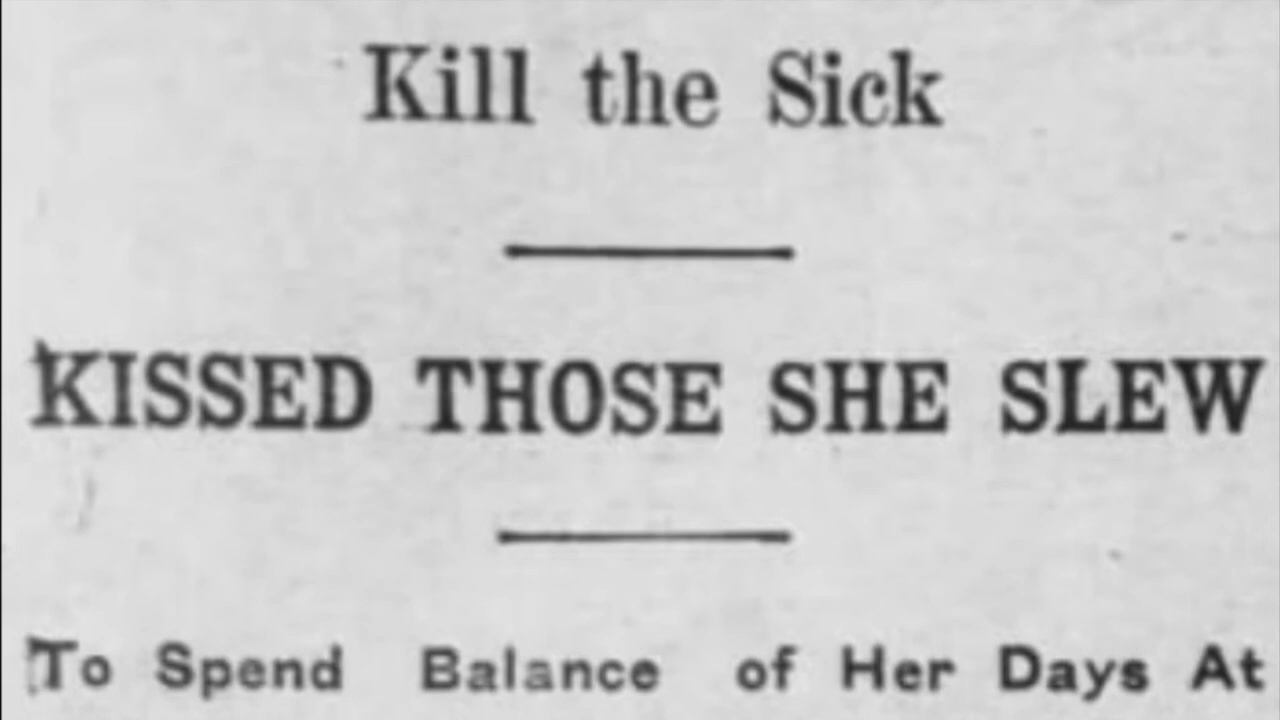 Kill the Sick
KISSED THOSE SHE SLEW
To Spend Balance of Her Days At